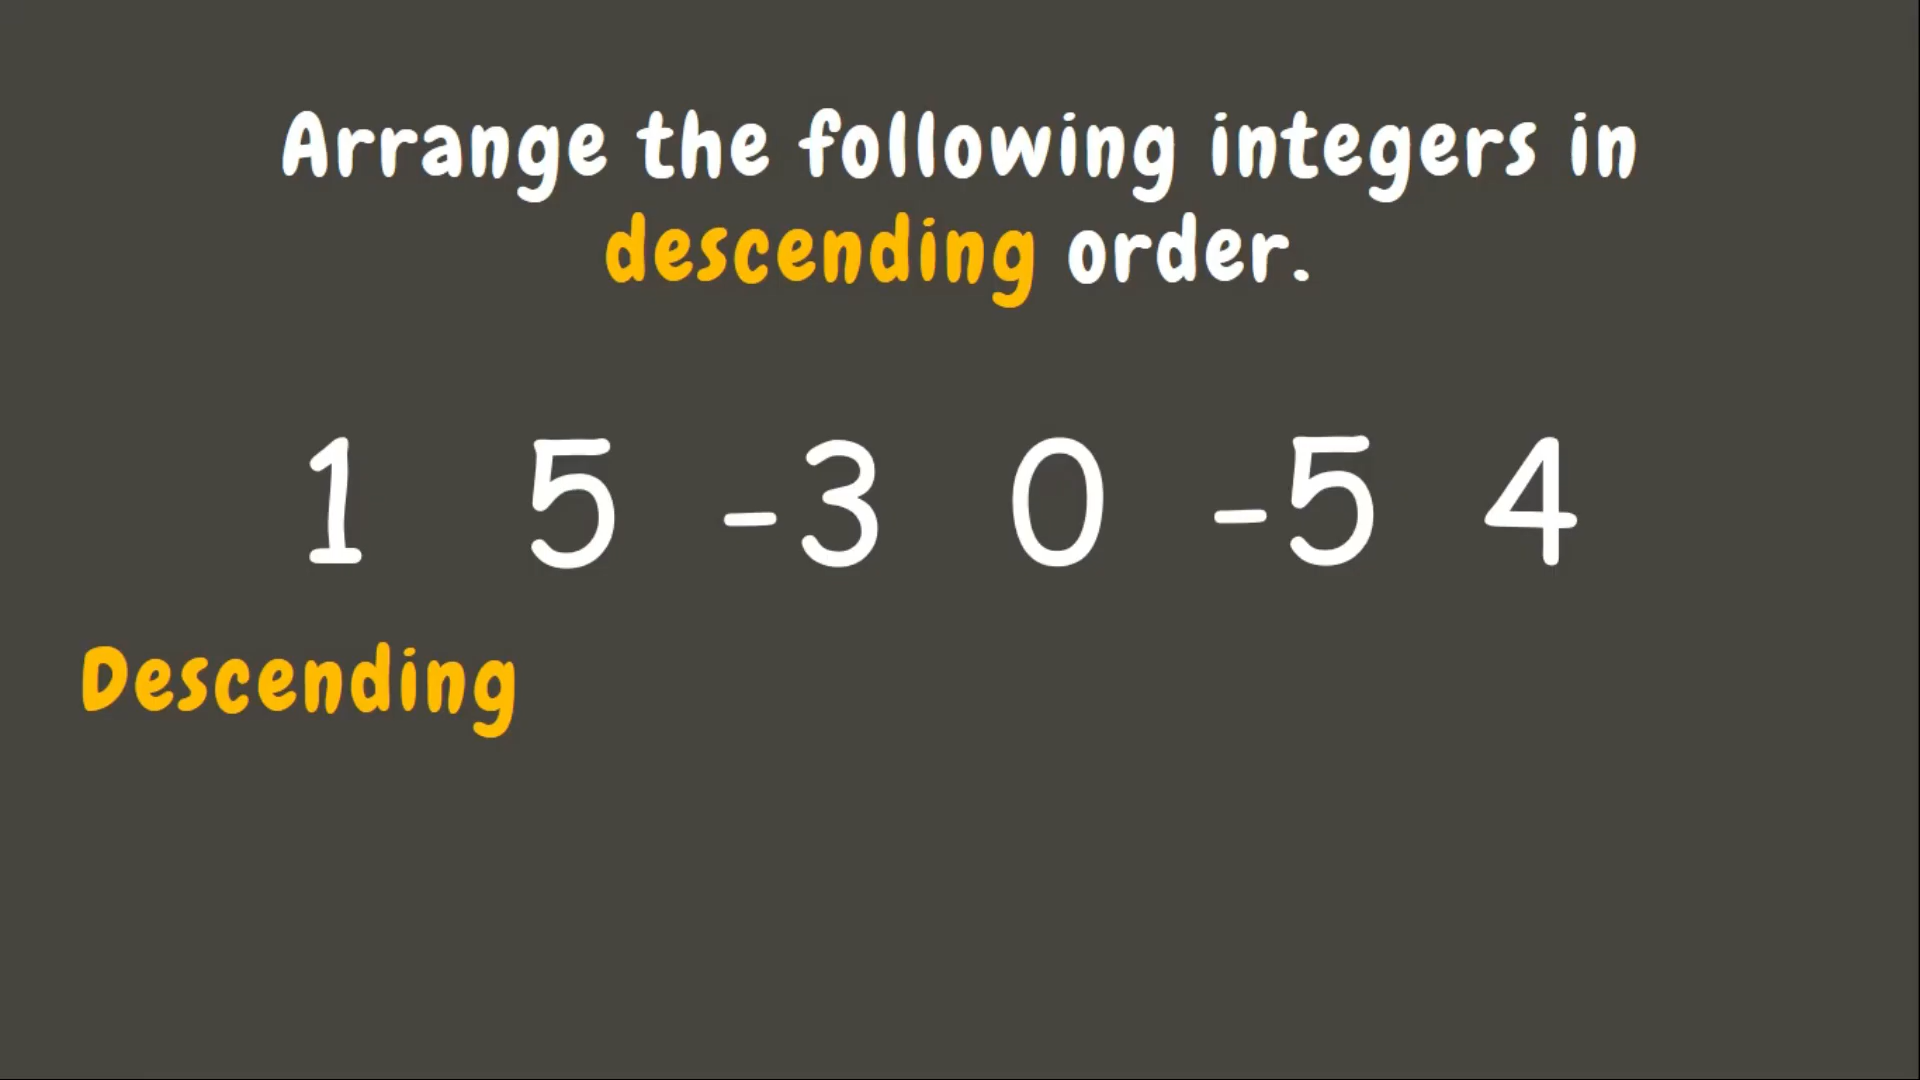 Arrange the following integers in
descending order.
1 5 -3 0 -5 4
Descending